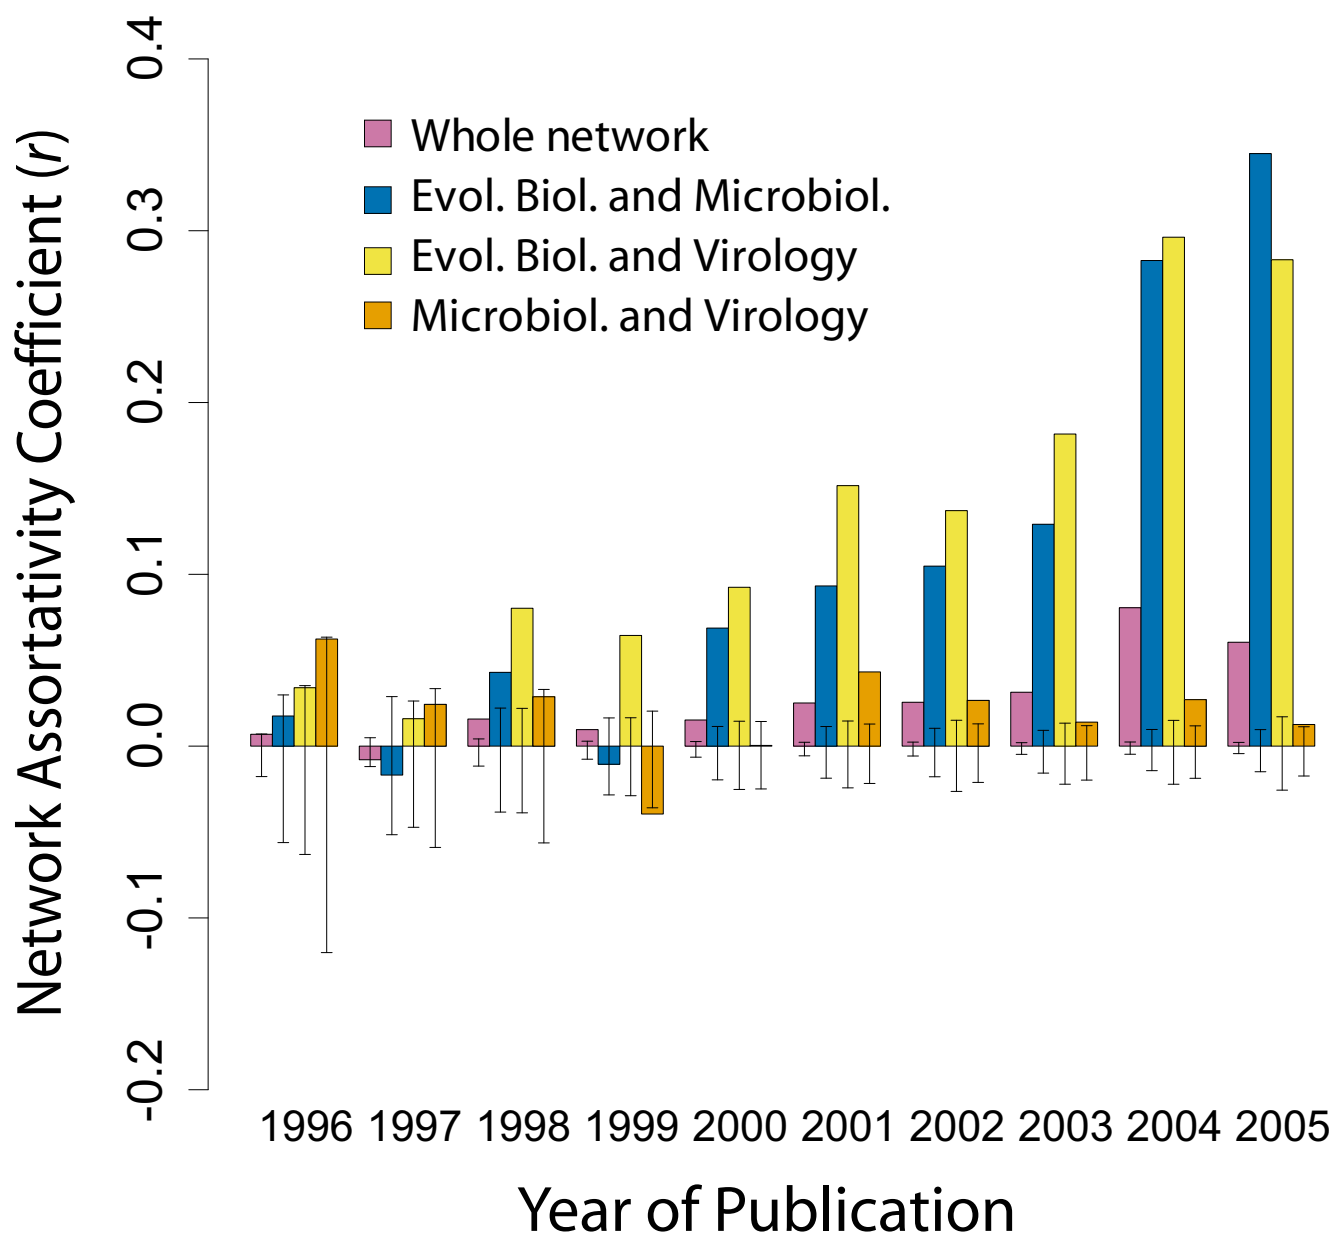 Network Assortativity Coefficient (r)
0.4
0.3
0.2
0.1
0.0
-0.1
-0.2
Whole network
Evol. Biol. and Microbiol.
Evol. Biol. and Virology
Microbiol. and Virology
1996 1997 1998 1999 2000 2001 2002 2003 2004 2005
Year of Publication